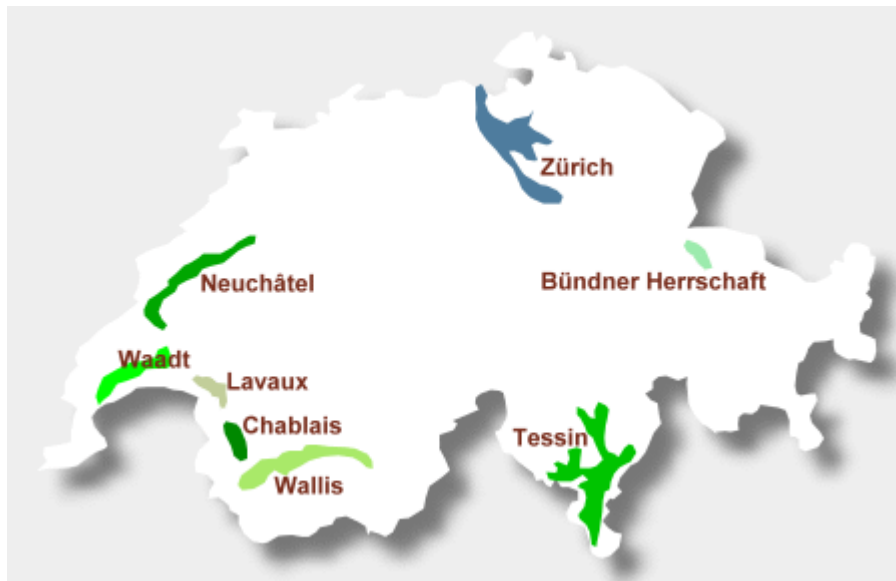 Zürich
Neuchâtel
Bündner Herrschaft
Waadt
Lavaux
Chablais
Tessin
Wallis